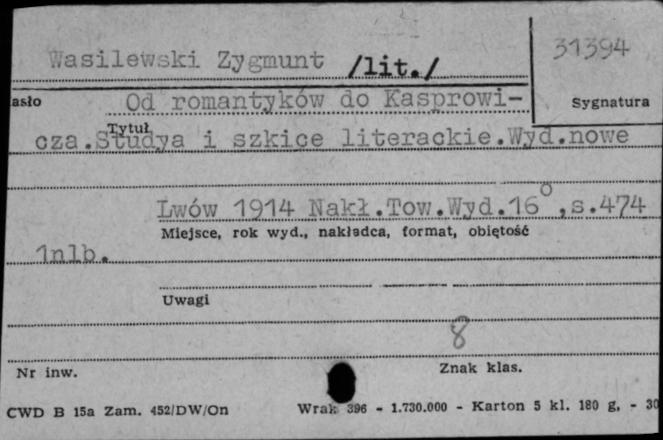 Wasilewski Zygmunt /lit./
31394
asło
Od romantyków do Kasprowi-
Sygnatura
Tytuł
cza.Studya i szkice literackie.Wyd.nowe
Lwów 1914 Nakł.Tow.Wyd.16°,s.474
Miejsce, rok wyd., nakładca, format, objętość
1nlb.
Uwagi
8
Nr inw.
Znak klas.
CWD B 15a Zam. 452/DW/On
Wrak 396 - 1.730.000 - Karton 5 kl. 180 g, - 30